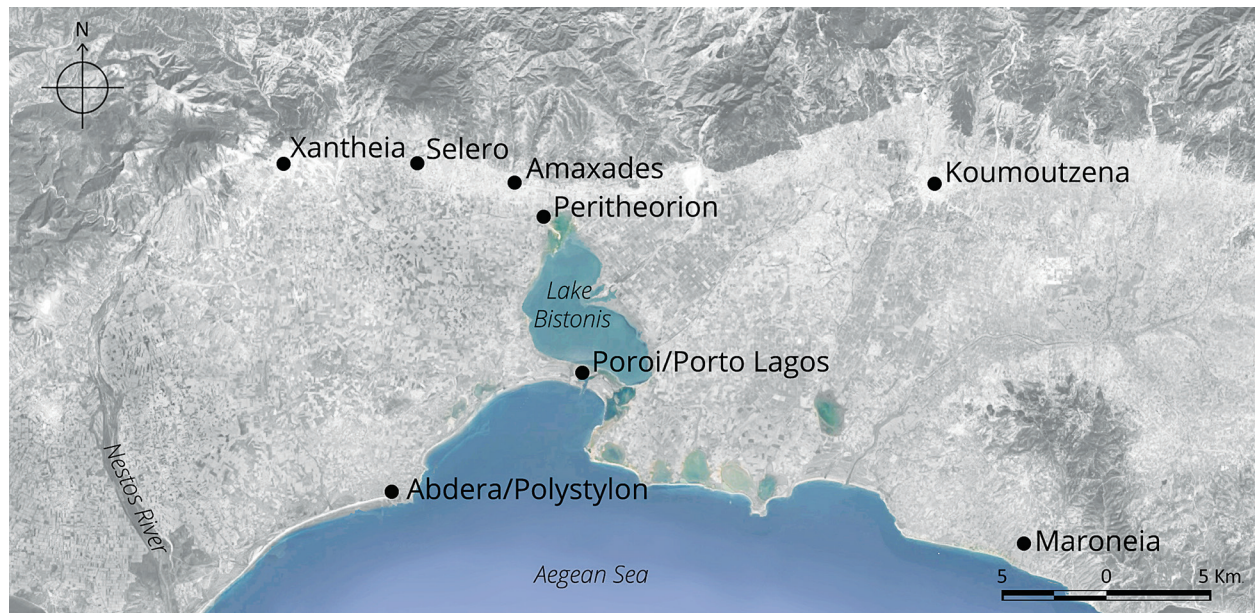 N
Xantheia
Selero
Amaxades
Peritheorion
Koumoutzena
Lake
Bistonis
Poroi/Porto Lagos
Nestos River
Abdera/Polystylon
Maroneia
Aegean Sea
5 0 5 Km